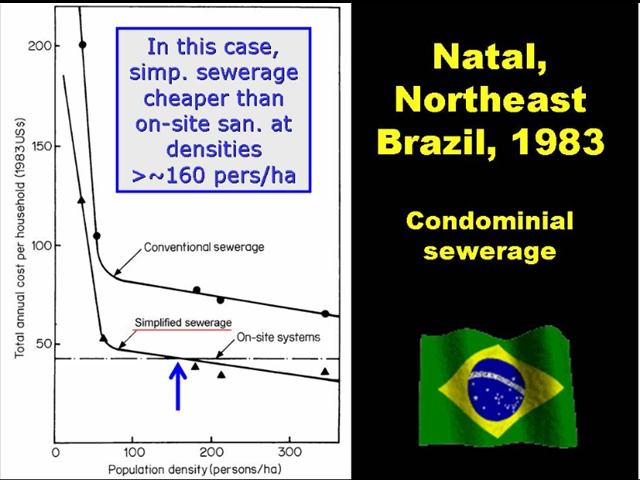 In this case,
simp. sewerage
cheaper than
on-site san. at
densities
>~160 pers/ha
Natal,
Northeast
Brazil, 1983
Condominial
sewerage
Total annual cost per household (1983 US$)
200
150
100
50
Conventional sewerage
Simplified sewerage
On-site systems
0
100
200
300
Population density (persons/ha)